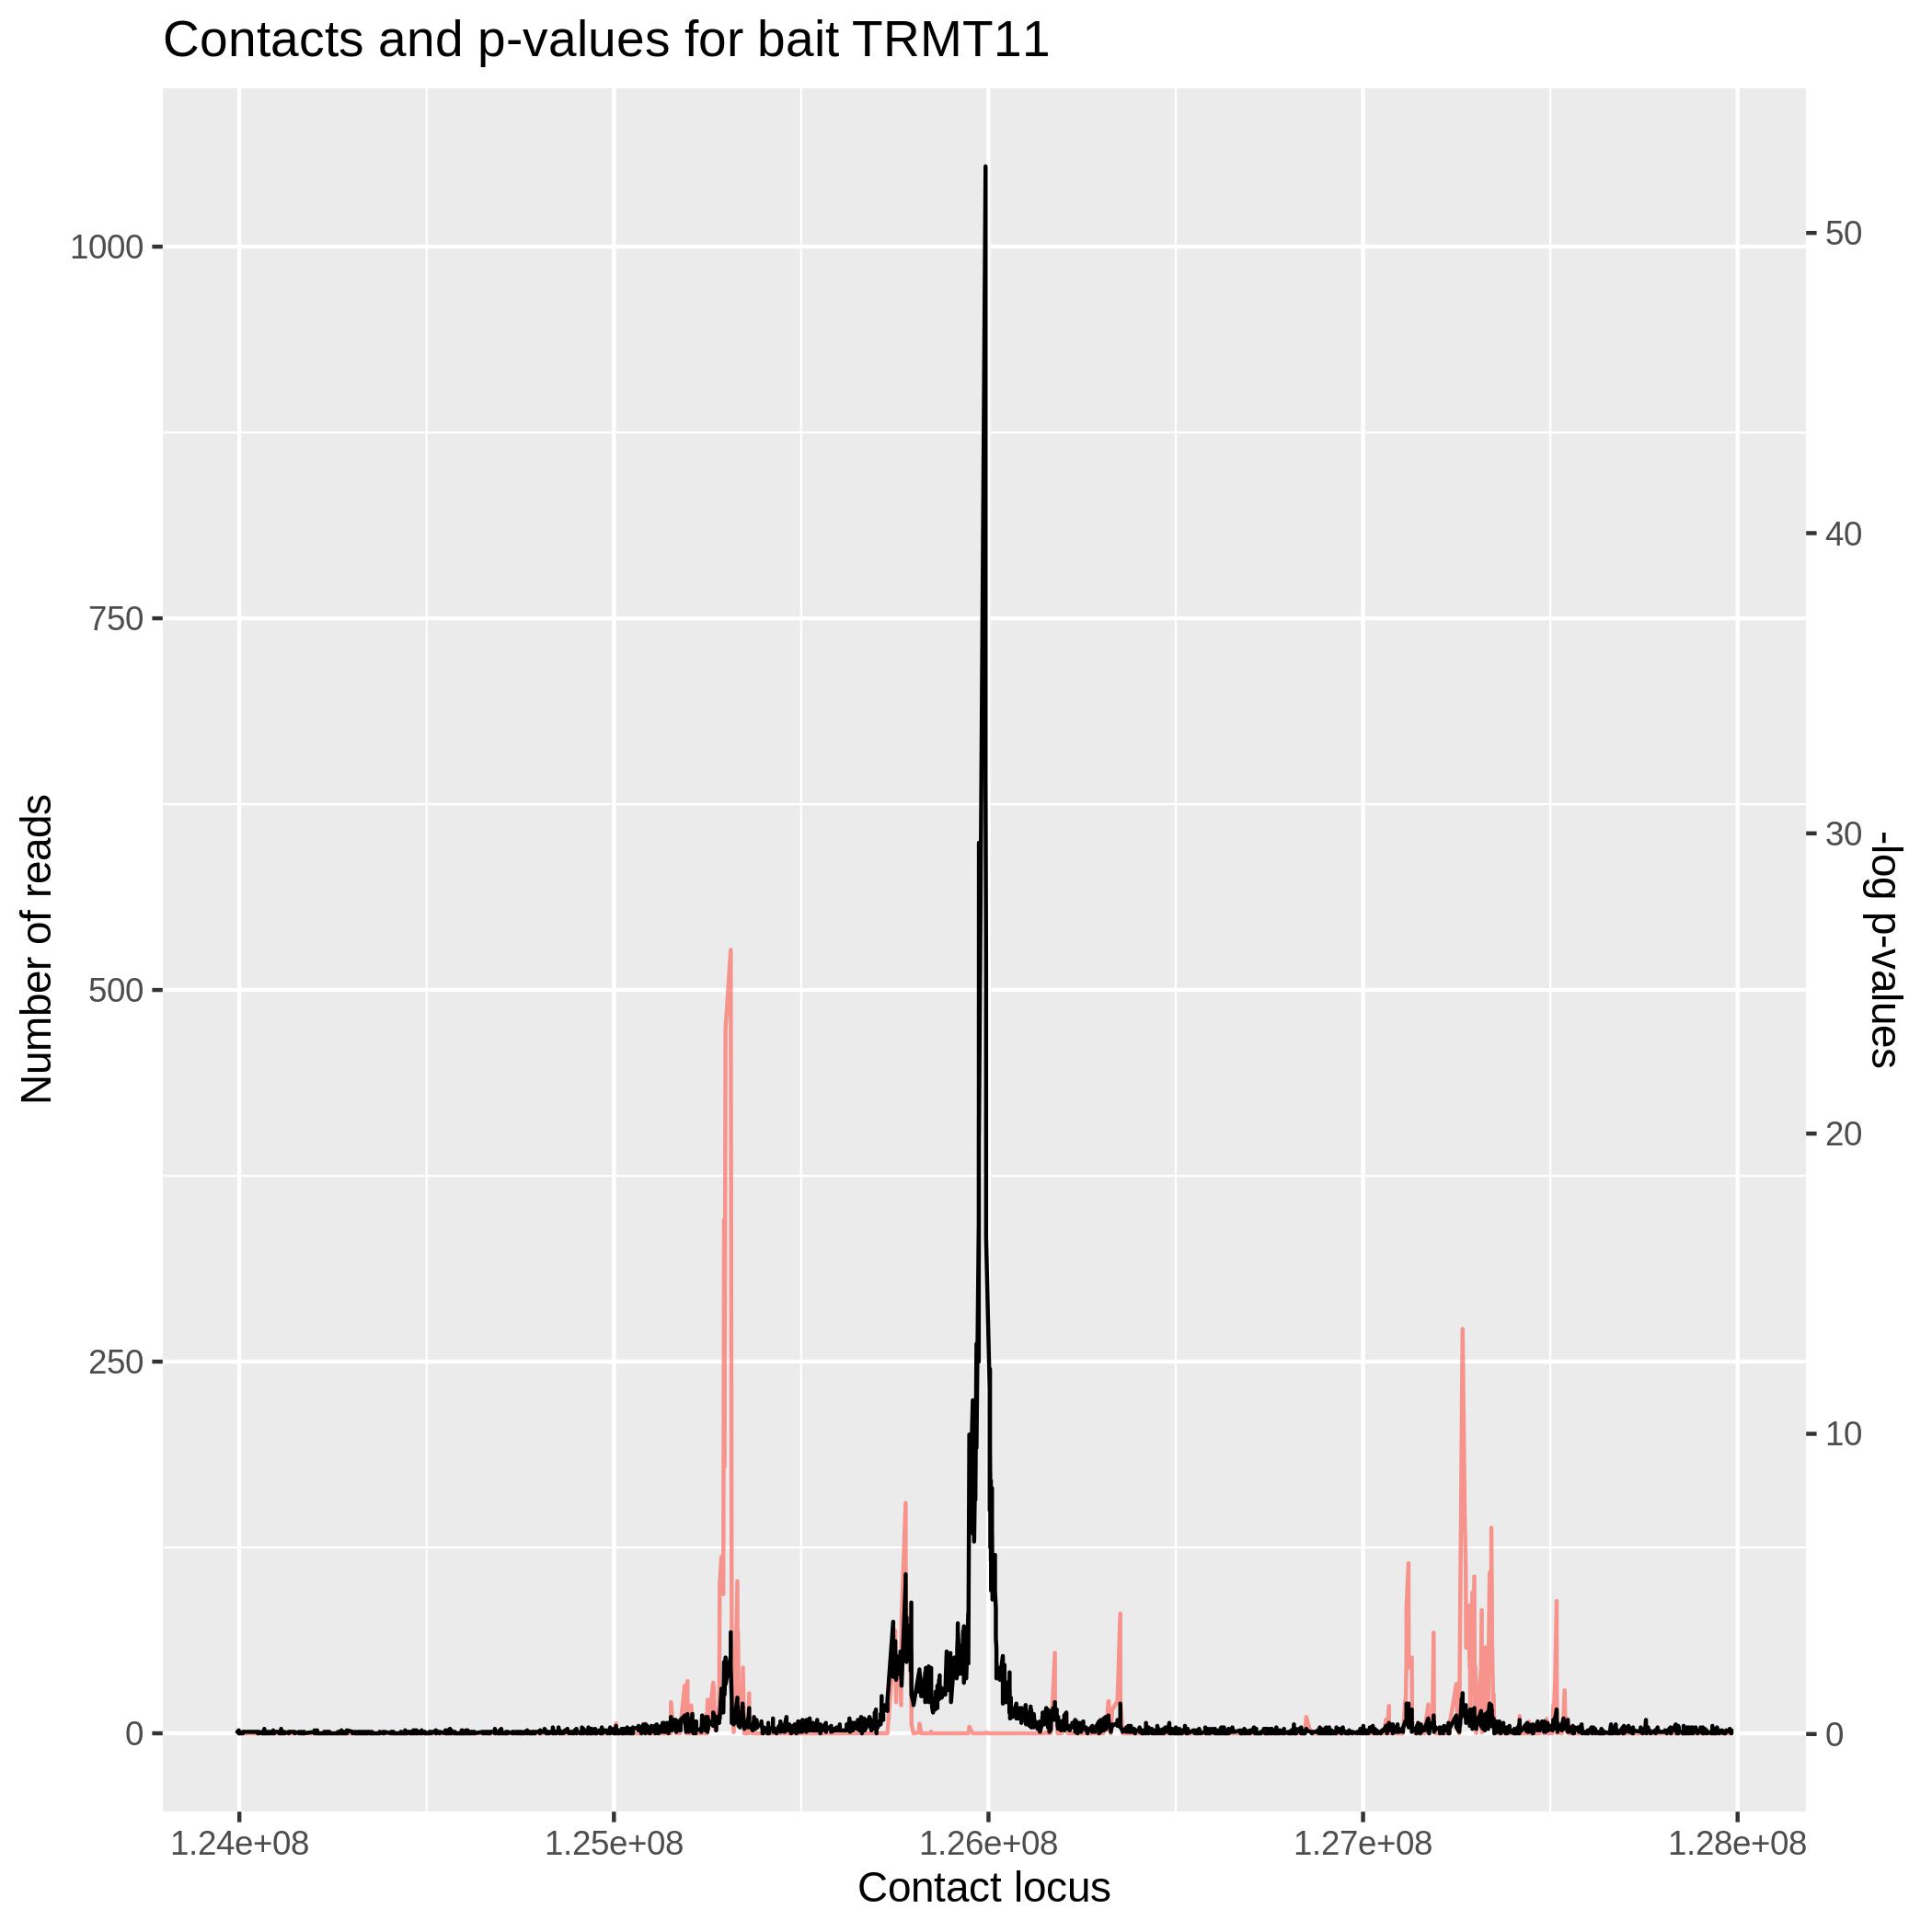 Contacts and p-values for bait TRMT11
Number of reads
1000
750
500
250
0
50
40
30
20
10
0
-log p-values
1.24e+08
1.25e+08
1.26e+08
1.27e+08
1.28e+08
Contact locus